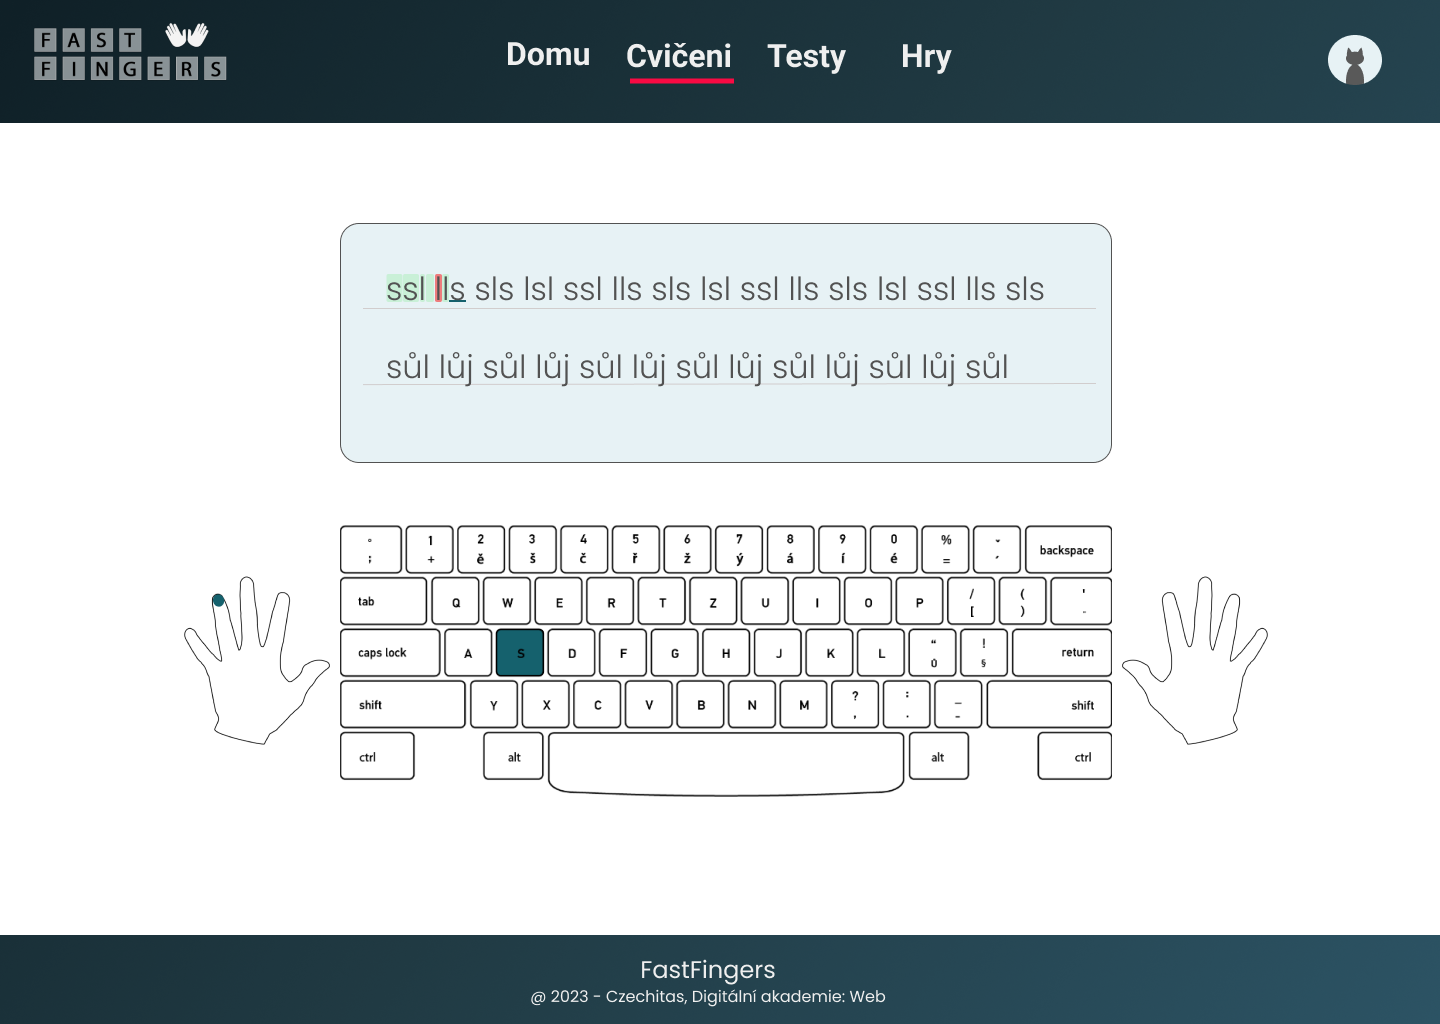 FAST
FINGERS
Domu Cvičeni Testy Hry
ssl lls sls lsl ssl lls sls lsl ssl lls sls lsl ssl lls sls
sůl lůj sůl lůj sůl lůj sůl lůj sůl lůj sůl lůj sůl
° 1 2 3 4 5 6 7 8 9 0 % ˇ backspace
; + ě š č ř ž ý á í é = ´
tab Q W E R T Z U I O P / ( '
[ ) -
caps lock A S D F G H J K L " ! return
Ů §
shift Y X C V B N M ? : _ shift
, . -
ctrl alt alt ctrl
FastFingers
@ 2023 - Czechitas, Digitální akademie: Web